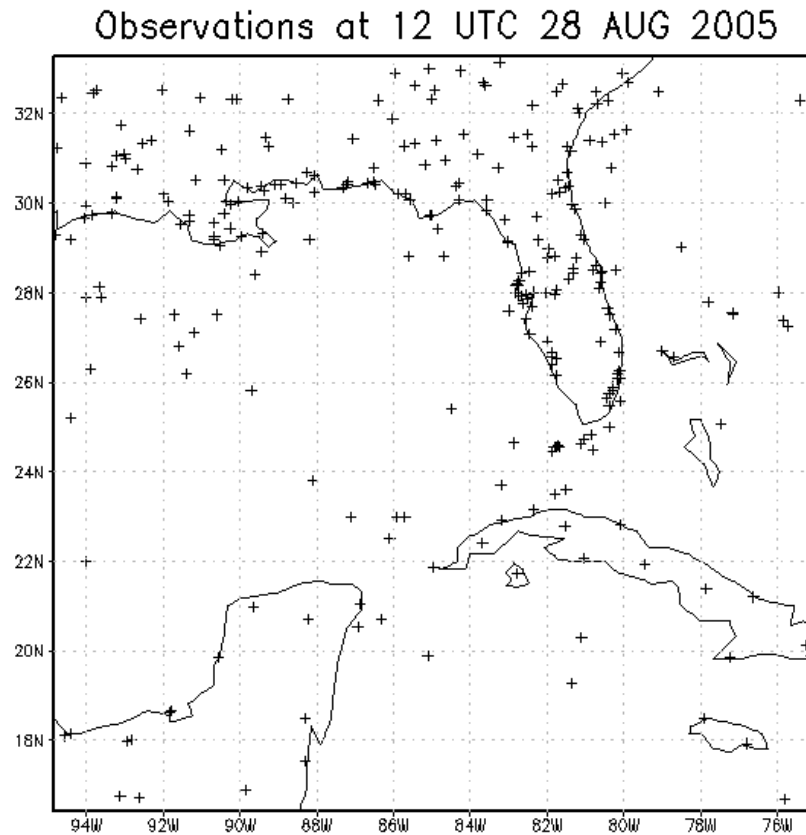 Observations at 12 UTC 28 AUG 2005
32N
30N
28N
26N
24N
22N
20N
18N
94W 92W 90W 88W 86W 84W 82W 80W 78W 76W